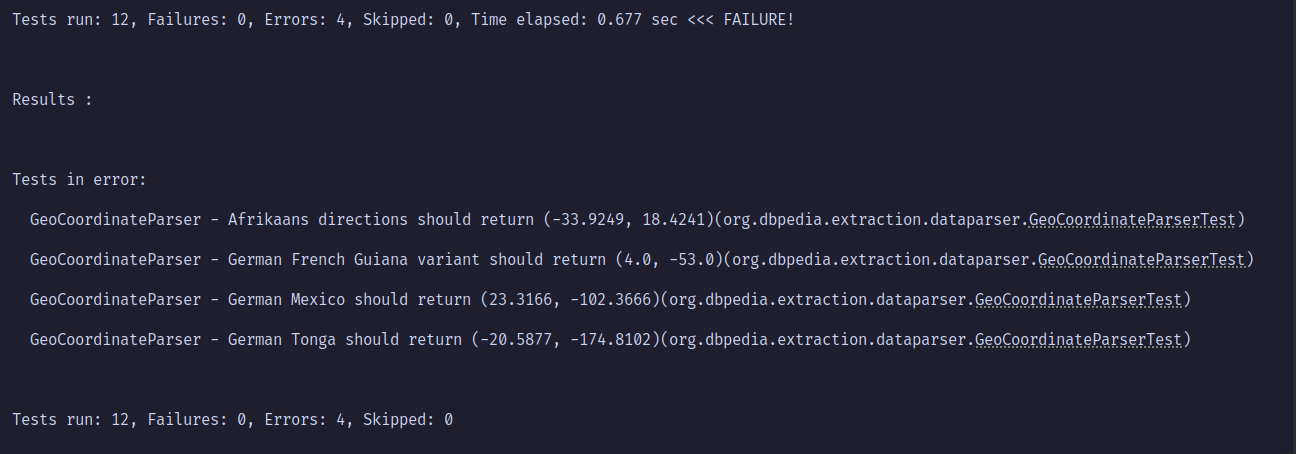 Tests run: 12, Failures: 0, Errors: 4, Skipped: 0, Time elapsed: 0.677 sec <<< FAILURE!
Results :
Tests in error:
GeoCoordinateParser - Afrikaans directions should return (-33.9249, 18.4241)(org.dbpedia.extraction.dataparser.GeoCoordinateParserTest)
GeoCoordinateParser - German French Guiana variant should return (4.0, -53.0)(org.dbpedia.extraction.dataparser.GeoCoordinateParserTest)
GeoCoordinateParser - German Mexico should return (23.3166, -102.3666)(org.dbpedia.extraction.dataparser.GeoCoordinateParserTest)
GeoCoordinateParser - German Tonga should return (-20.5877, -174.8102)(org.dbpedia.extraction.dataparser.GeoCoordinateParserTest)
Tests run: 12, Failures: 0, Errors: 4, Skipped: 0